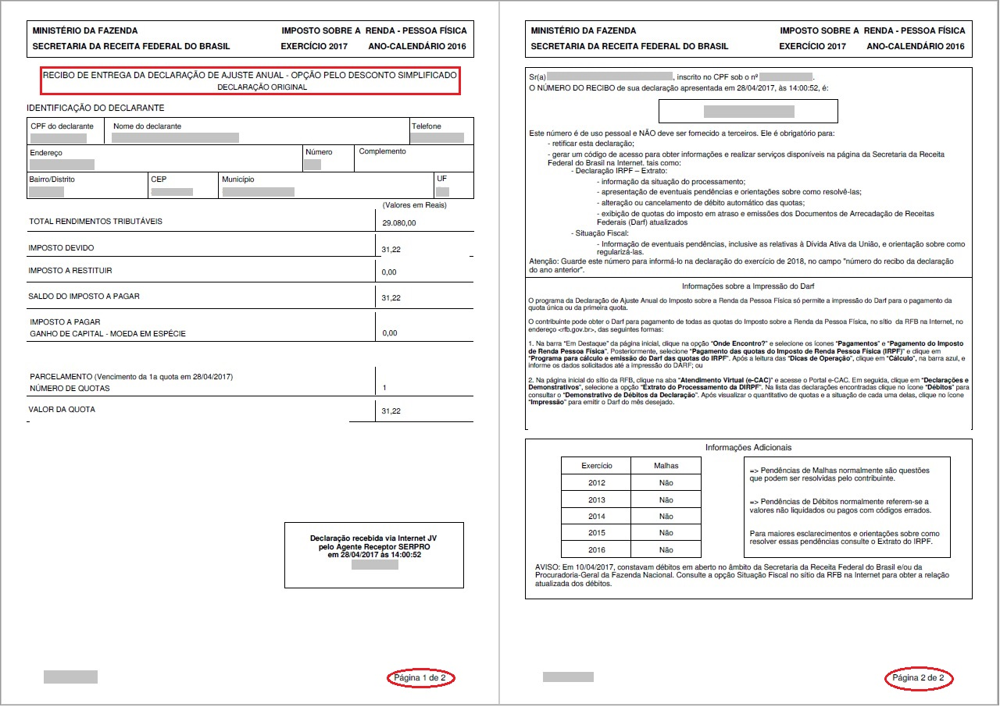 MINISTÉRIO DA FAZENDA IMPOSTO SOBRE A RENDA - PESSOA FÍSICA
SECRETARIA DA RECEITA FEDERAL DO BRASIL EXERCÍCIO 2017 ANO-CALENDÁRIO 2016
RECIBO DE ENTREGA DA DECLARAÇÃO DE AJUSTE ANUAL - OPÇÃO PELO DESCONTO SIMPLIFICADO
DECLARAÇÃO ORIGINAL
IDENTIFICAÇÃO DO DECLARANTE
CPF do declarante Nome do declarante Telefone
Endereço Número Complemento
Bairro/Distrito CEP Município UF
(Valores em Reais)
TOTAL RENDIMENTOS TRIBUTÁVEIS 29.080,00
IMPOSTO DEVIDO 31,22
IMPOSTO A RESTITUIR 0,00
SALDO DO IMPOSTO A PAGAR 31,22
IMPOSTO A PAGAR
GANHO DE CAPITAL - MOEDA EM ESPÉCIE 0,00
PARCELAMENTO (Vencimento da 1a quota em 28/04/2017)
NÚMERO DE QUOTAS 1
VALOR DA QUOTA 31,22
Declaração recebida via Internet JV
pelo Agente Receptor SERPRO
em 28/04/2017 às 14:00:52
Página 1 de 2
MINISTÉRIO DA FAZENDA IMPOSTO SOBRE A RENDA - PESSOA FÍSICA
SECRETARIA DA RECEITA FEDERAL DO BRASIL EXERCÍCIO 2017 ANO-CALENDÁRIO 2016
Sr(a) , inscrito no CPF sob o nº .
O NÚMERO DO RECIBO de sua declaração apresentada em 28/04/2017, às 14:00:52, é:
Este número é de uso pessoal e NÃO deve ser fornecido a terceiros. Ele é obrigatório para:
- retificar esta declaração;
- gerar um código de acesso para obter informações e realizar serviços disponíveis na página da Secretaria da Receita
Federal do Brasil na Internet. tais como:
- Declaração IRPF – Extrato:
- informação da situação do processamento;
- apresentação de eventuais pendências e orientações sobre como resolvê-las;
- alteração ou cancelamento de débito automático das quotas;
- exibição de quotas do imposto em atraso e emissões dos Documentos de Arrecadação de Receitas
Federais (Darf) atualizados
- Situação Fiscal:
- Informação de eventuais pendências, inclusive as relativas à Dívida Ativa da União, e orientação sobre como
regularizá-las.
Atenção: Guarde este número para informá-lo na declaração do exercício de 2018, no campo "número do recibo da declaração
do ano anterior".
Informações sobre a Impressão do Darf
O programa da Declaração de Ajuste Anual do Imposto sobre a Renda da Pessoa Física só permite a impressão do Darf para o pagamento da
quota única ou da primeira quota.
O contribuinte pode obter o Darf para pagamento de todas as quotas do Imposto sobre a Renda da Pessoa Física, no sítio da RFB na Internet, no
endereço <rfb.gov.br>, das seguintes formas:
1. Na barra “Em Destaque” da página inicial, clique na opção “Onde Encontro?” e selecione os ícones “Pagamentos” e “Pagamento do Imposto
de Renda Pessoa Física”. Posteriormente, selecione “Pagamento das quotas do Imposto de Renda Pessoa Física (IRPF)” e clique em
“Programa para cálculo e emissão do Darf das quotas do IRPF”. Após a leitura das “Dicas de Operação”, clique em “Cálculo”, na barra azul, e
informe os dados solicitados até a impressão do DARF; ou
2. Na página inicial do sítio da RFB, clique na aba “Atendimento Virtual (e-CAC)” e acesse o Portal e-CAC. Em seguida, clique em “Declarações e
Demonstrativos”, selecione a opção “Extrato do Processamento da DIRPF”. Na lista das declarações encontradas clique no ícone “Débitos” para
consultar o “Demonstrativo de Débitos da Declaração”. Após visualizar o quantitativo de quotas e a situação de cada uma delas, clique no ícone
“Impressão” para emitir o Darf do mês desejado.
Informações Adicionais
Exercício Malhas
2012 Não
2013 Não
2014 Não
2015 Não
2016 Não
=> Pendências de Malhas normalmente são questões
que podem ser resolvidas pelo contribuinte.
=> Pendências de Débitos normalmente referem-se a
valores não liquidados ou pagos com códigos errados.
Para maiores esclarecimentos e orientações sobre como
resolver essas pendências consulte o Extrato do IRPF.
AVISO: Em 10/04/2017, constavam débitos em aberto no âmbito da Secretaria da Receita Federal do Brasil e/ou da
Procuradoria-Geral da Fazenda Nacional. Consulte a opção Situação Fiscal no sítio da RFB na Internet para obter a relação
atualizada dos débitos.
Página 2 de 2